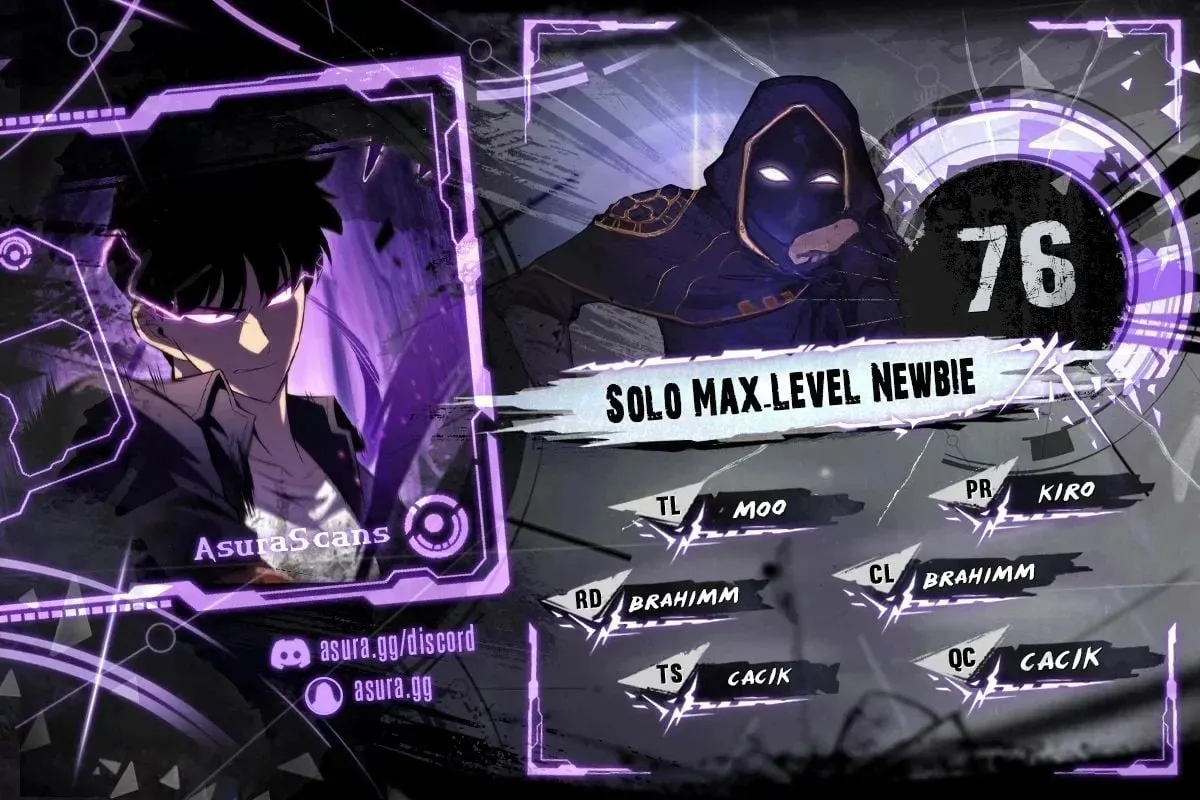 76
SOLO MAX-LEVEL NEWBIE
TL MOO
PR KIRO
RD BRAHIMM
CL BRAHIMM
TS CACIK
QC CACIK
AsuraScans
asura.gg/discord
asura.gg